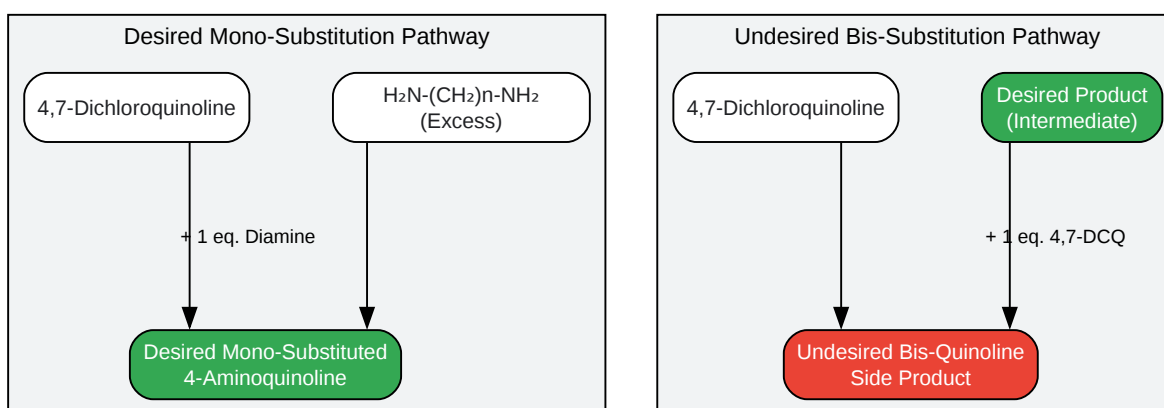 Desired Mono-Substitution Pathway
4,7-Dichloroquinoline
H₂N-(CH₂)n-NH₂
(Excess)
+ 1 eq. Diamine
Desired Mono-Substituted
4-Aminoquinoline
Undesired Bis-Substitution Pathway
4,7-Dichloroquinoline
Desired Product
(Intermediate)
+ 1 eq. 4,7-DCQ
Undesired Bis-Quinoline
Side Product